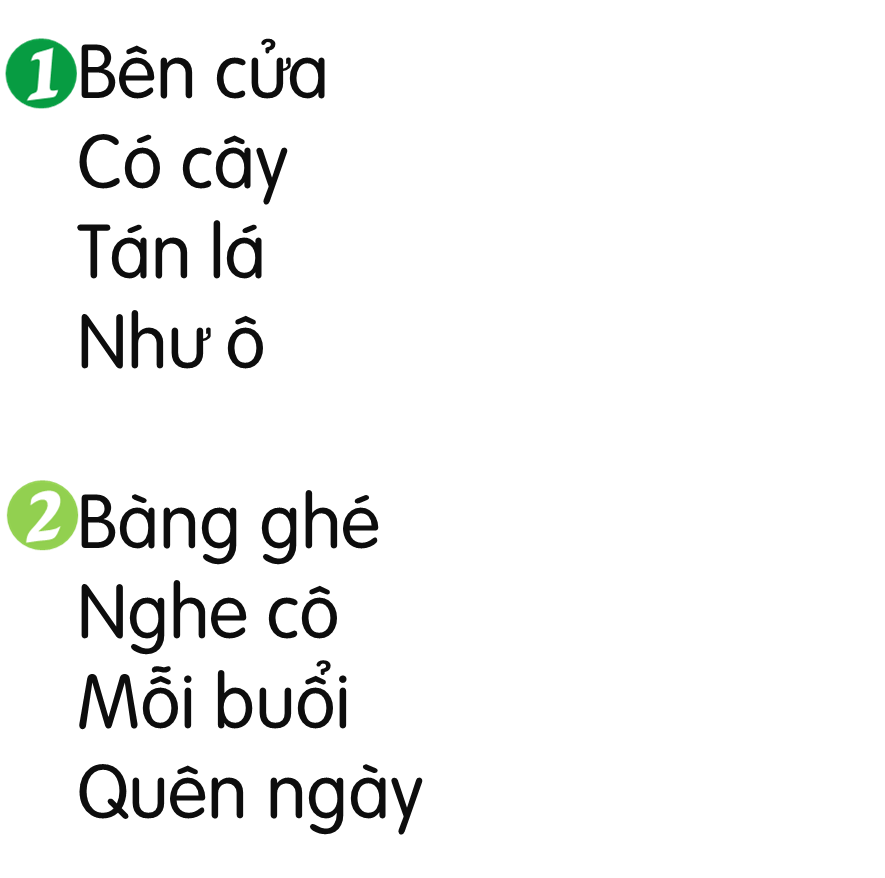 1 Bên cửa
Có cây
Tán lá
Như ô
2 Bàng ghé
Nghe cô
Mỗi buổi
Quên ngày